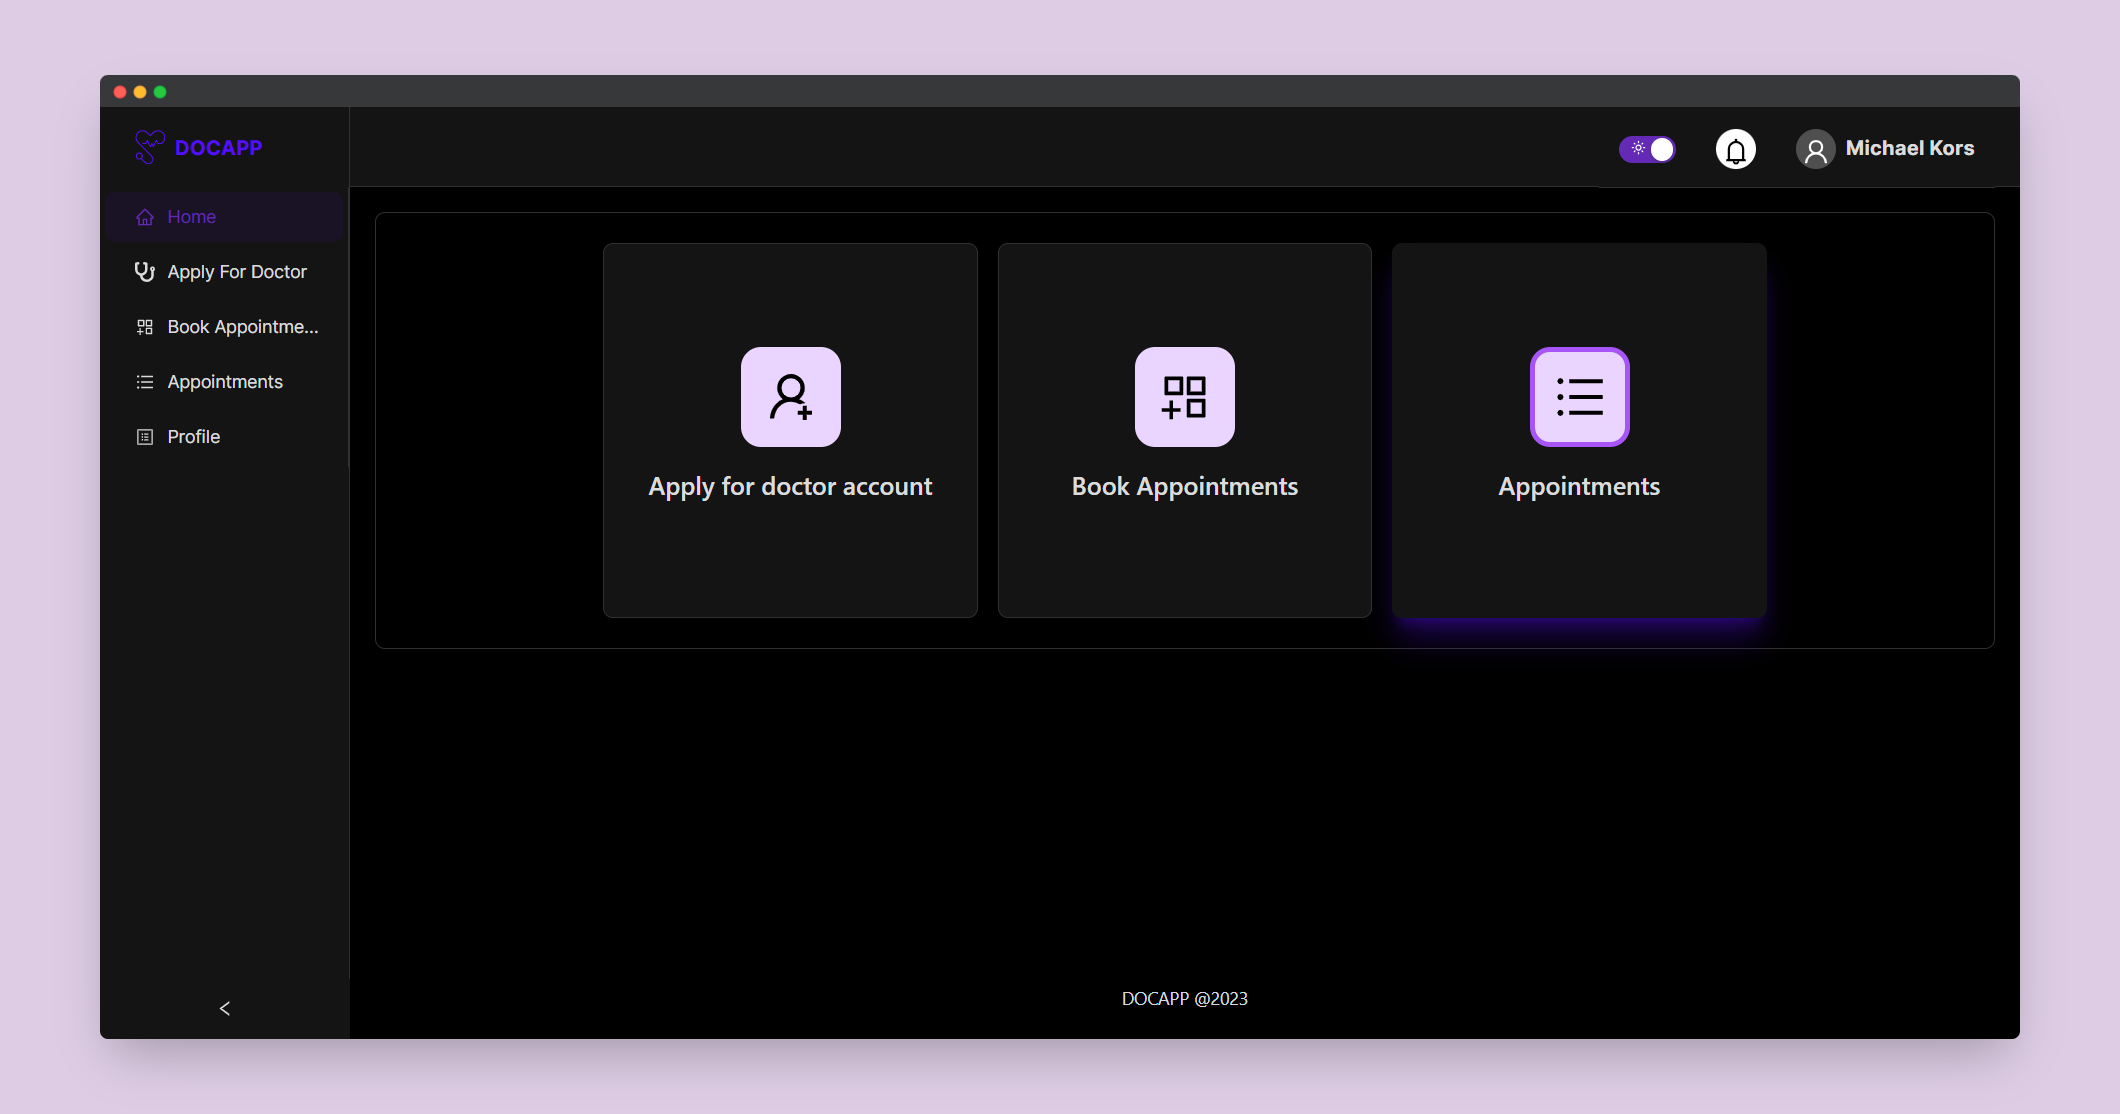 DOCAPP
Michael Kors
Home
Apply For Doctor
Book Appointme...
Appointments
Profile
Apply for doctor account
Book Appointments
Appointments
DOCAPP @2023